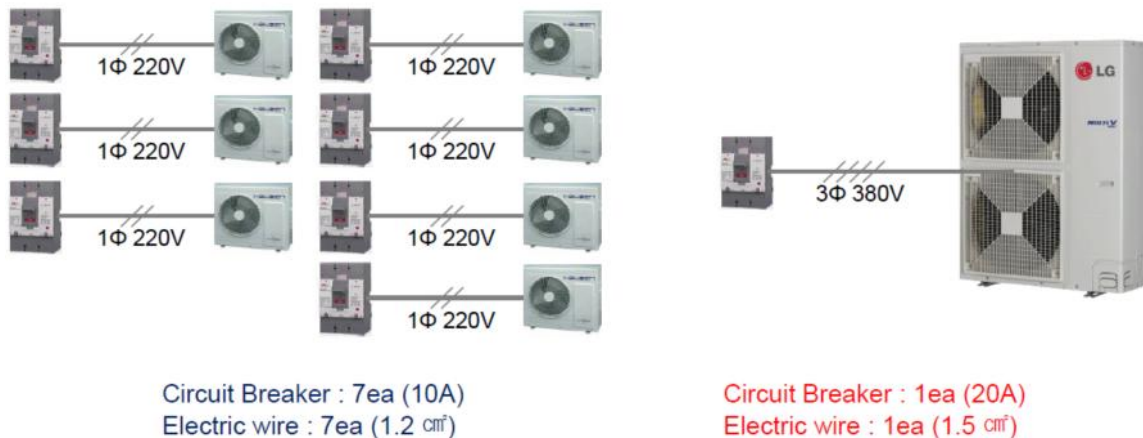 1Φ 220V
1Φ 220V
1Φ 220V
1Φ 220V
1Φ 220V
1Φ 220V
1Φ 220V
Circuit Breaker : 7ea (10A)
Electric wire : 7ea (1.2 ㎠)
LG
MULTI V
3Φ 380V
Circuit Breaker : 1ea (20A)
Electric wire : 1ea (1.5 ㎠)